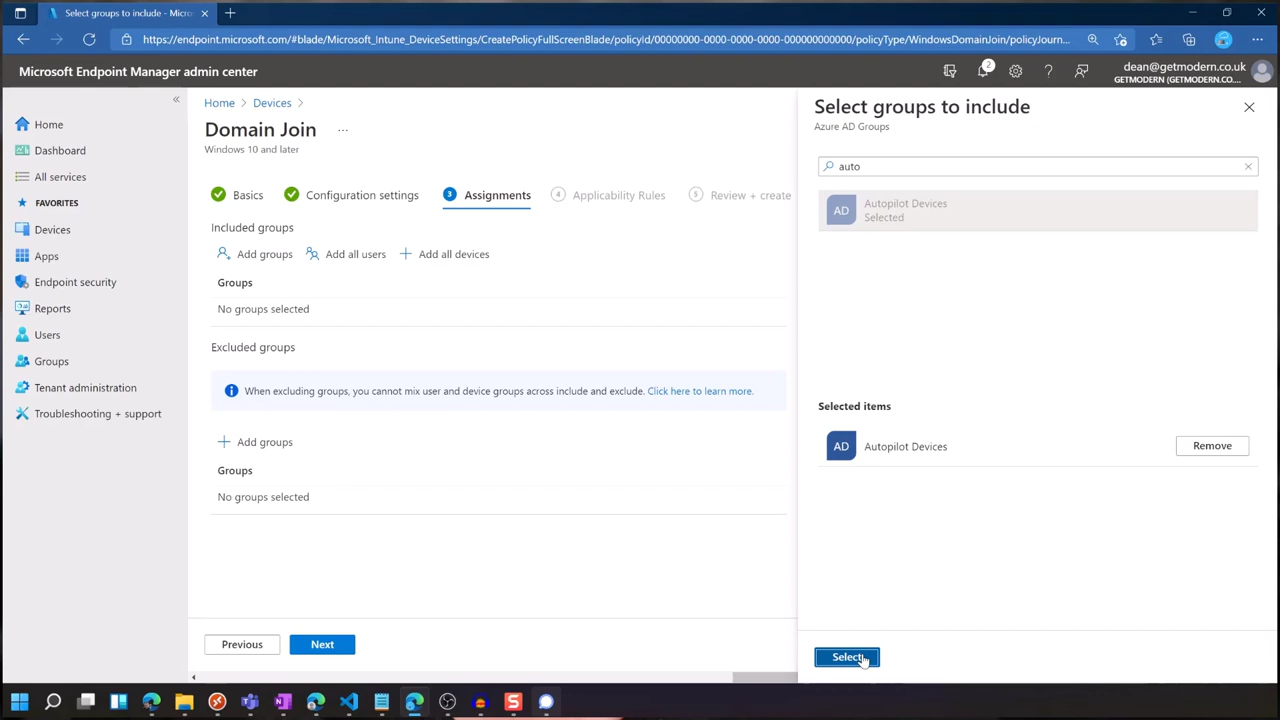 Select groups to include - Micros
https://endpoint.microsoft.com/#blade/Microsoft_Intune_DeviceSettings/CreatePolicyFullScreenBlade/policyId/00000000-0000-0000-000000000000/policyType/WindowsDomainJoin/policyJourn...
Microsoft Endpoint Manager admin center
2
dean@getmodern.co.uk
GETMODERN (GETMODERN.CO....
Home
Dashboard
All services
FAVORITES
Devices
Apps
Endpoint security
Reports
Users
Groups
Tenant administration
Troubleshooting + support
Home > Devices >
Domain Join ...
Windows 10 and later
Basics
Configuration settings
3 Assignments
4 Applicability Rules
5 Review + create
Included groups
Add groups
Add all users
Add all devices
Groups
No groups selected
Excluded groups
When excluding groups, you cannot mix user and device groups across include and exclude. Click here to learn more.
Add groups
Groups
No groups selected
Previous
Next
Select groups to include
Azure AD Groups
auto
AD
Autopilot Devices
Selected
Selected items
AD
Autopilot Devices
Remove
Select